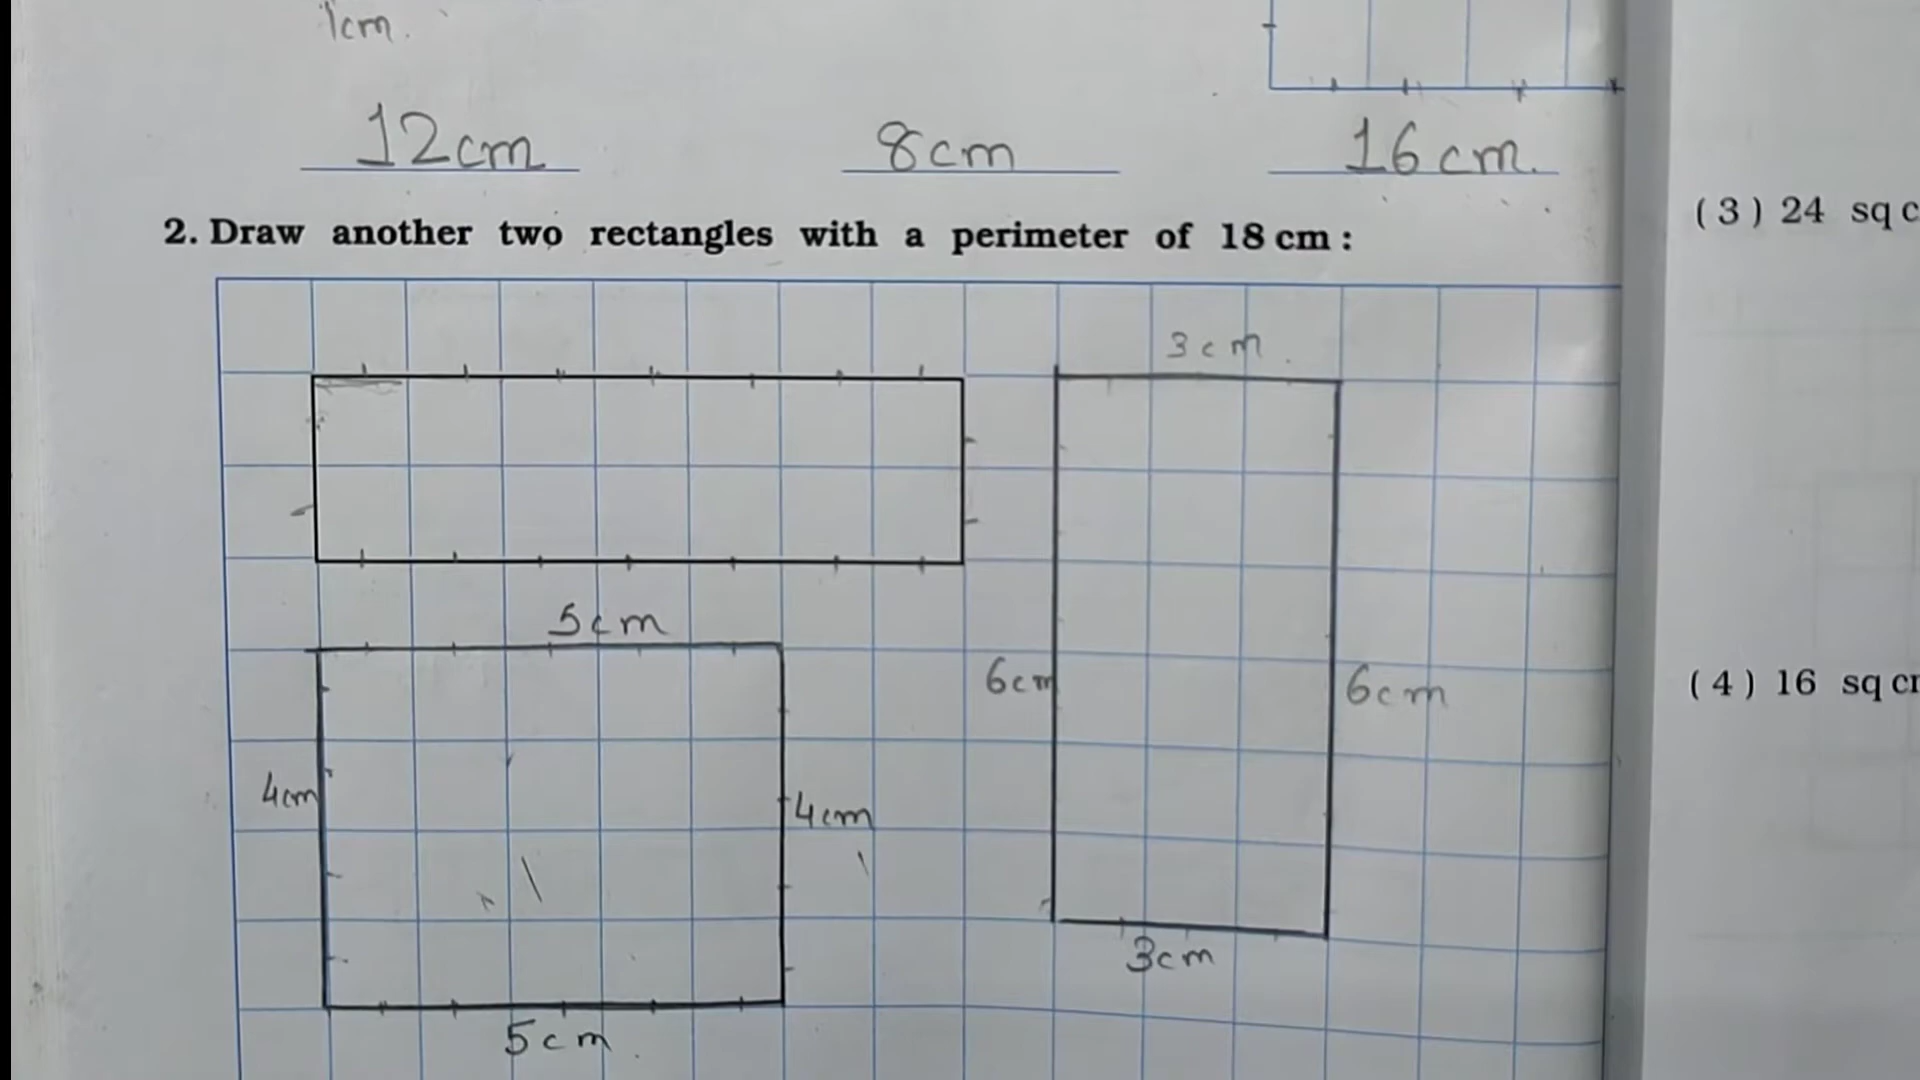 1cm.
12cm 8cm 16cm.
2. Draw another two rectangles with a perimeter of 18 cm :
3cm.
5cm
6cm 6cm
4cm 4cm
3cm
5cm.
(3) 24 sq c
(4) 16 sq cm